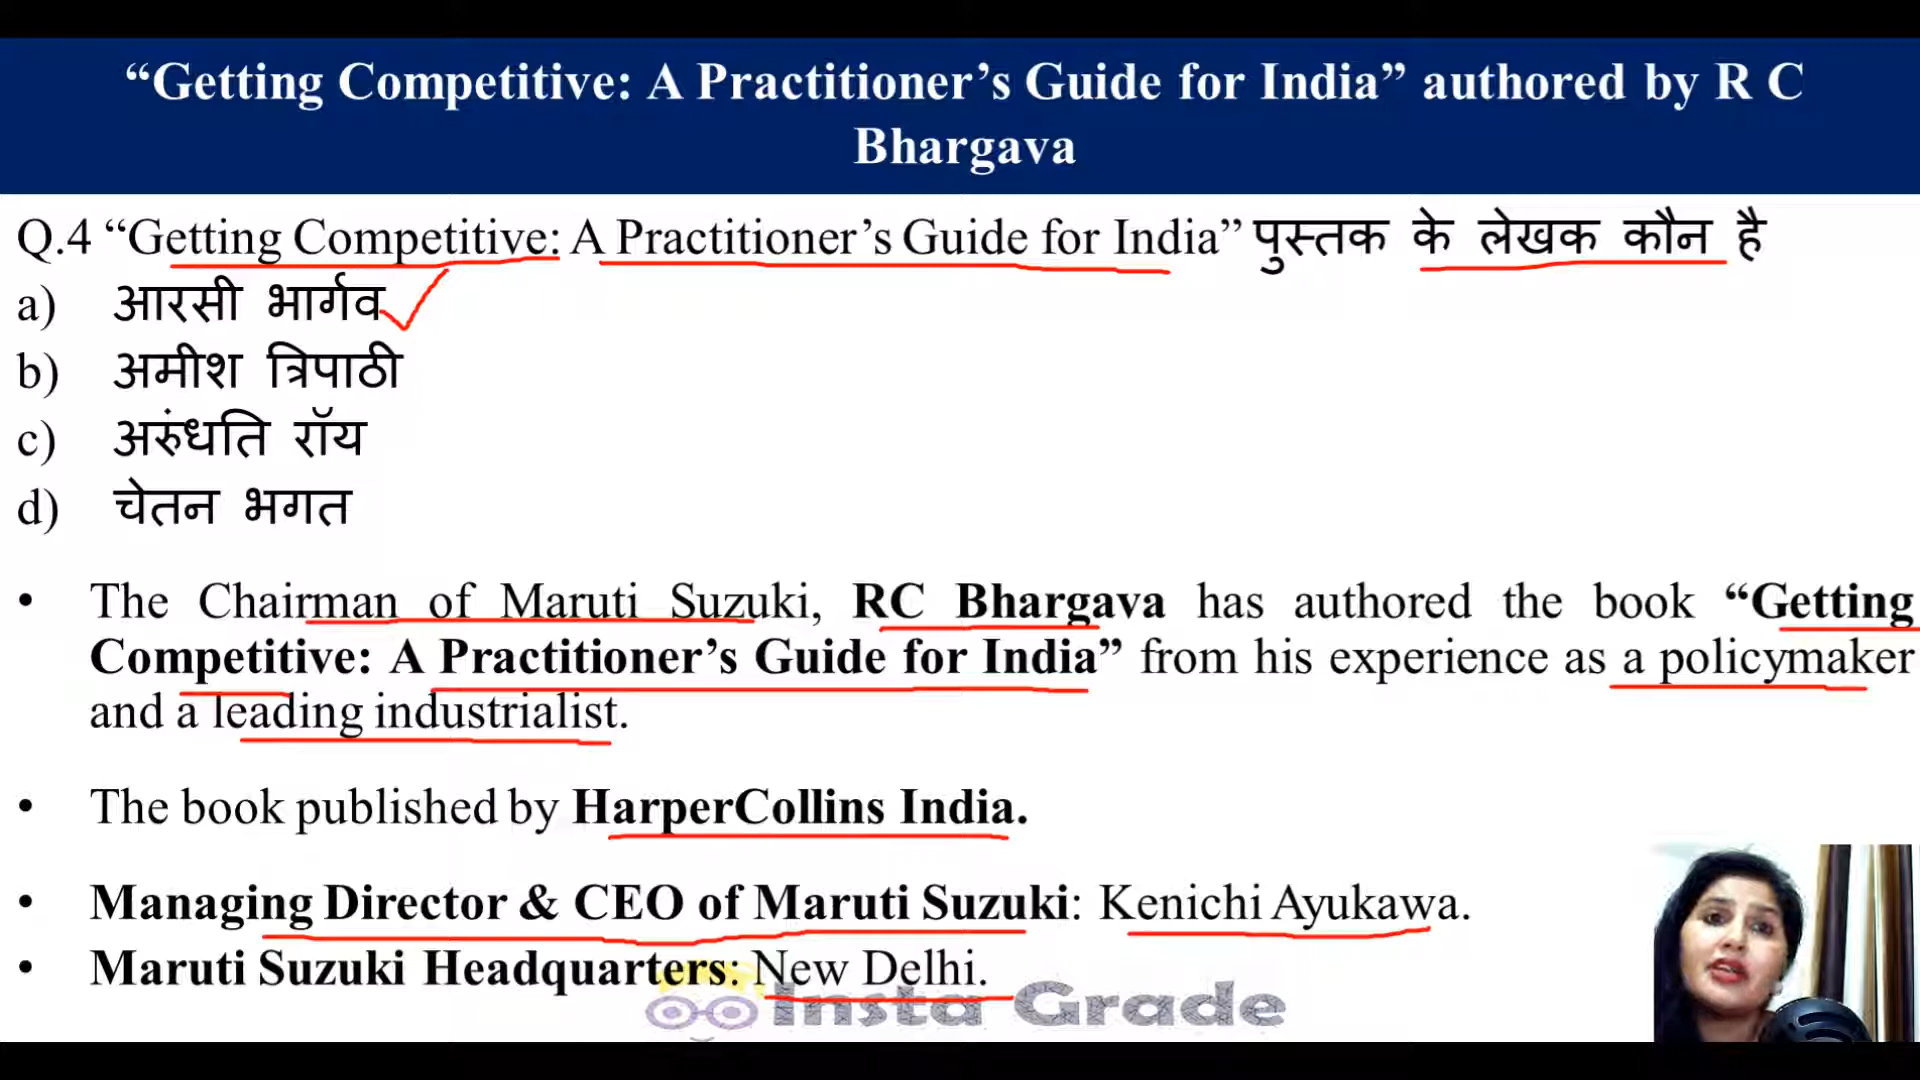 “Getting Competitive: A Practitioner’s Guide for India” authored by R C
Bhargava
Q.4 “Getting Competitive: A Practitioner’s Guide for India” पुस्तक के लेखक कौन है
a) आरसी भार्गव
b) अमीश त्रिपाठी
c) अरुंधति रॉय
d) चेतन भगत
• The Chairman of Maruti Suzuki, RC Bhargava has authored the book “Getting
Competitive: A Practitioner’s Guide for India” from his experience as a policymaker
and a leading industrialist.
• The book published by HarperCollins India.
• Managing Director & CEO of Maruti Suzuki: Kenichi Ayukawa.
• Maruti Suzuki Headquarters: New Delhi.
Insta Grade